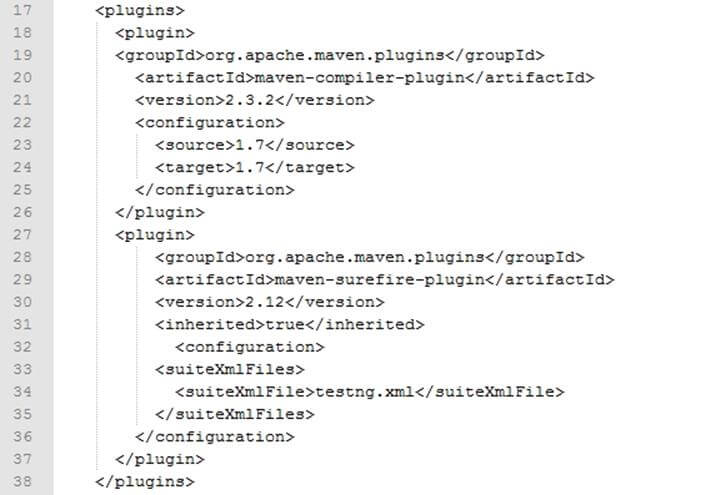 17 <plugins>
18 <plugin>
19 <groupId>org.apache.maven.plugins</groupId>
20 <artifactId>maven-compiler-plugin</artifactId>
21 <version>2.3.2</version>
22 <configuration>
23 <source>1.7</source>
24 <target>1.7</target>
25 </configuration>
26 </plugin>
27 <plugin>
28 <groupId>org.apache.maven.plugins</groupId>
29 <artifactId>maven-surefire-plugin</artifactId>
30 <version>2.12</version>
31 <inherited>true</inherited>
32 <configuration>
33 <suiteXmlFiles>
34 <suiteXmlFile>testng.xml</suiteXmlFile>
35 </suiteXmlFiles>
36 </configuration>
37 </plugin>
38 </plugins>